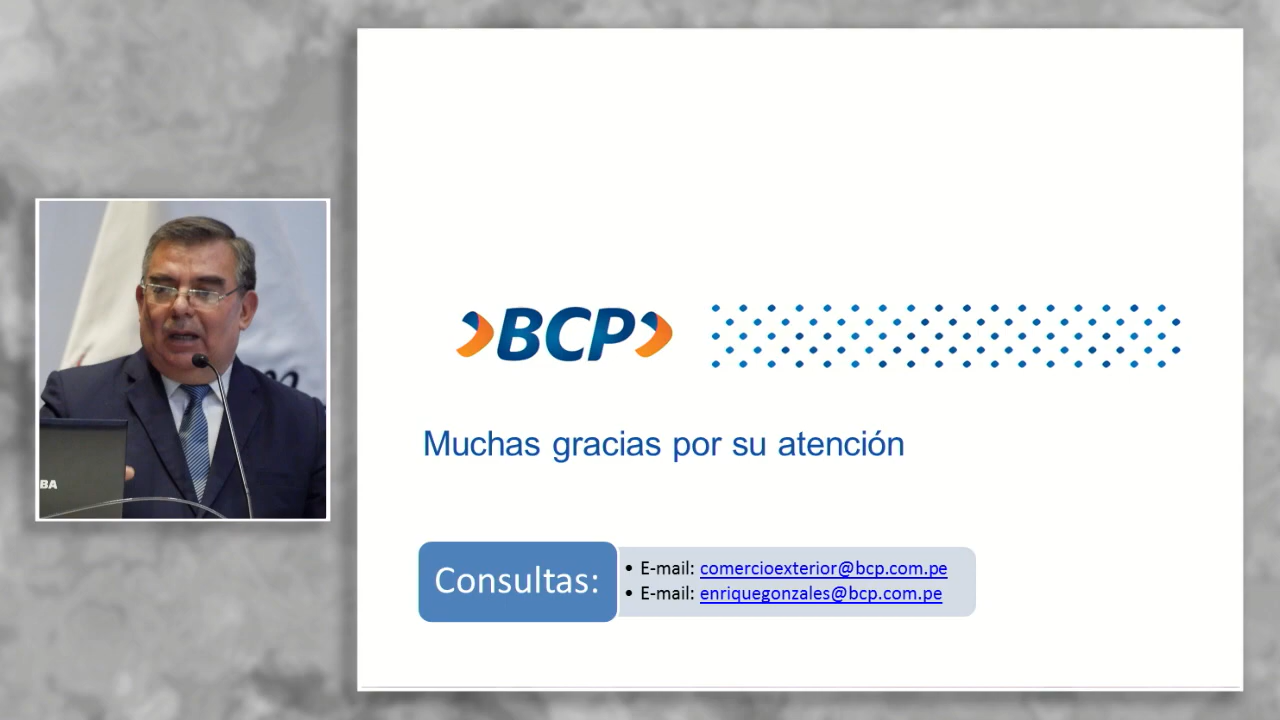 BCP
Muchas gracias por su atención
Consultas:
• E-mail: comercioexterior@bcp.com.pe
• E-mail: enriquegonzales@bcp.com.pe
BA